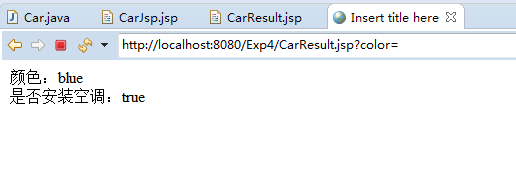 Car.java CarJsp.jsp CarResult.jsp Insert title here
http://localhost:8080/Exp4/CarResult.jsp?color=
颜色：blue
是否安装空调：true